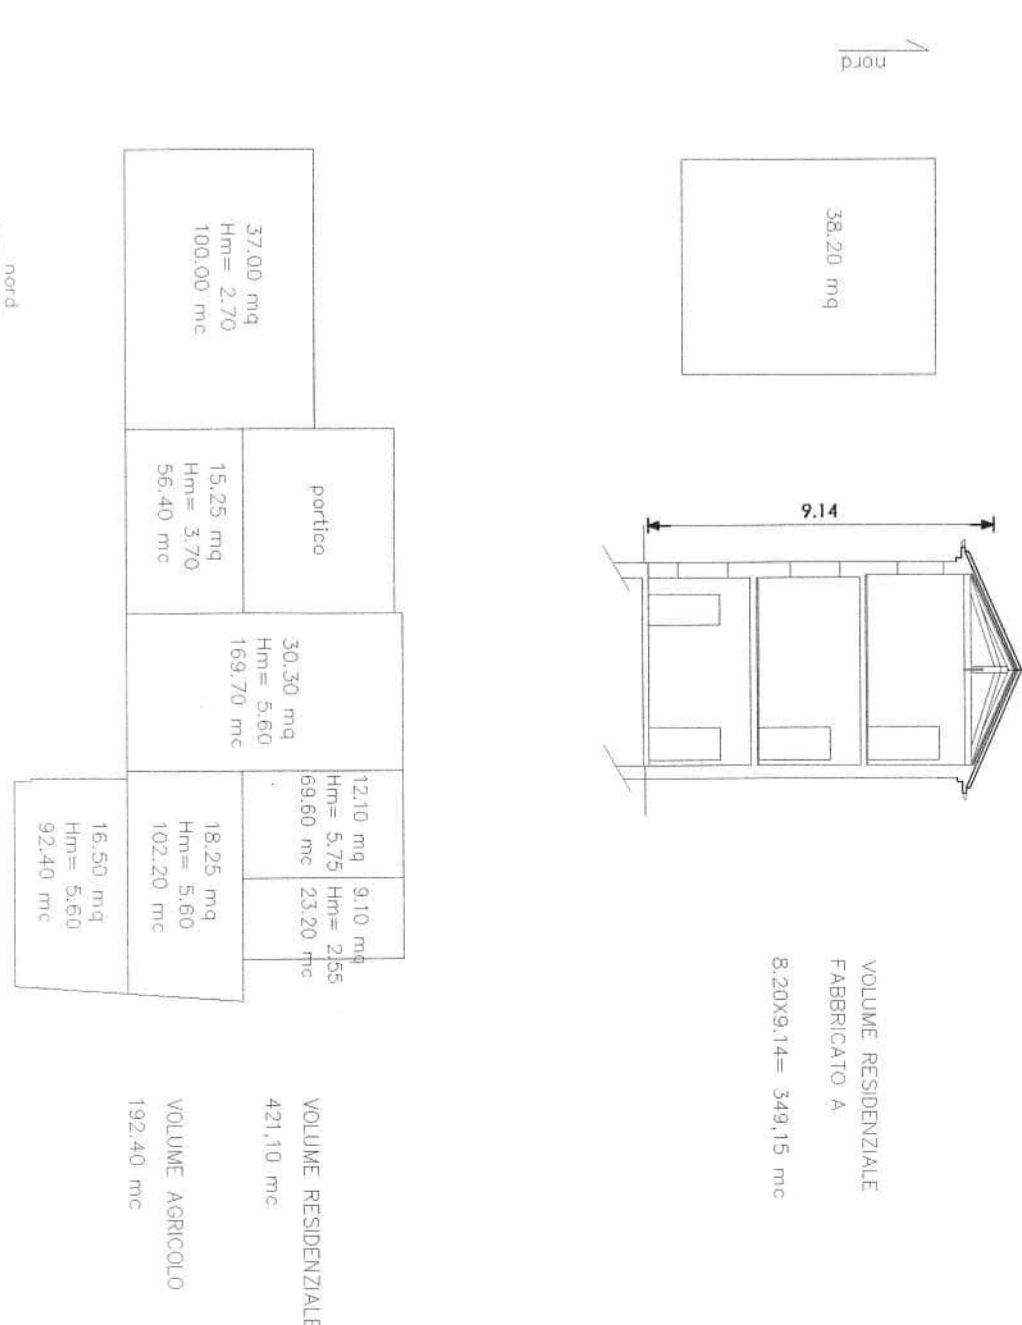 nord
38.20 mq
9.14
VOLUME RESIDENZIALE
FABBRICATO A
8.20X9.14= 349,15 mc
37.00 mq
Hm= 2.70
100.00 mc
portico
15.25 mq
Hm= 3.70
56.40 mc
30.30 mq
Hm= 5.60
169.70 mc
12.10 mq
Hm= 5.75
69.60 mc
9.10 mq
Hm= 2.55
23.20 mc
18.25 mq
Hm= 5.60
102.20 mc
16.50 mq
Hm= 5.60
92.40 mc
VOLUME RESIDENZIALE
421,10 mc
VOLUME AGRICOLO
192.40 mc
nord